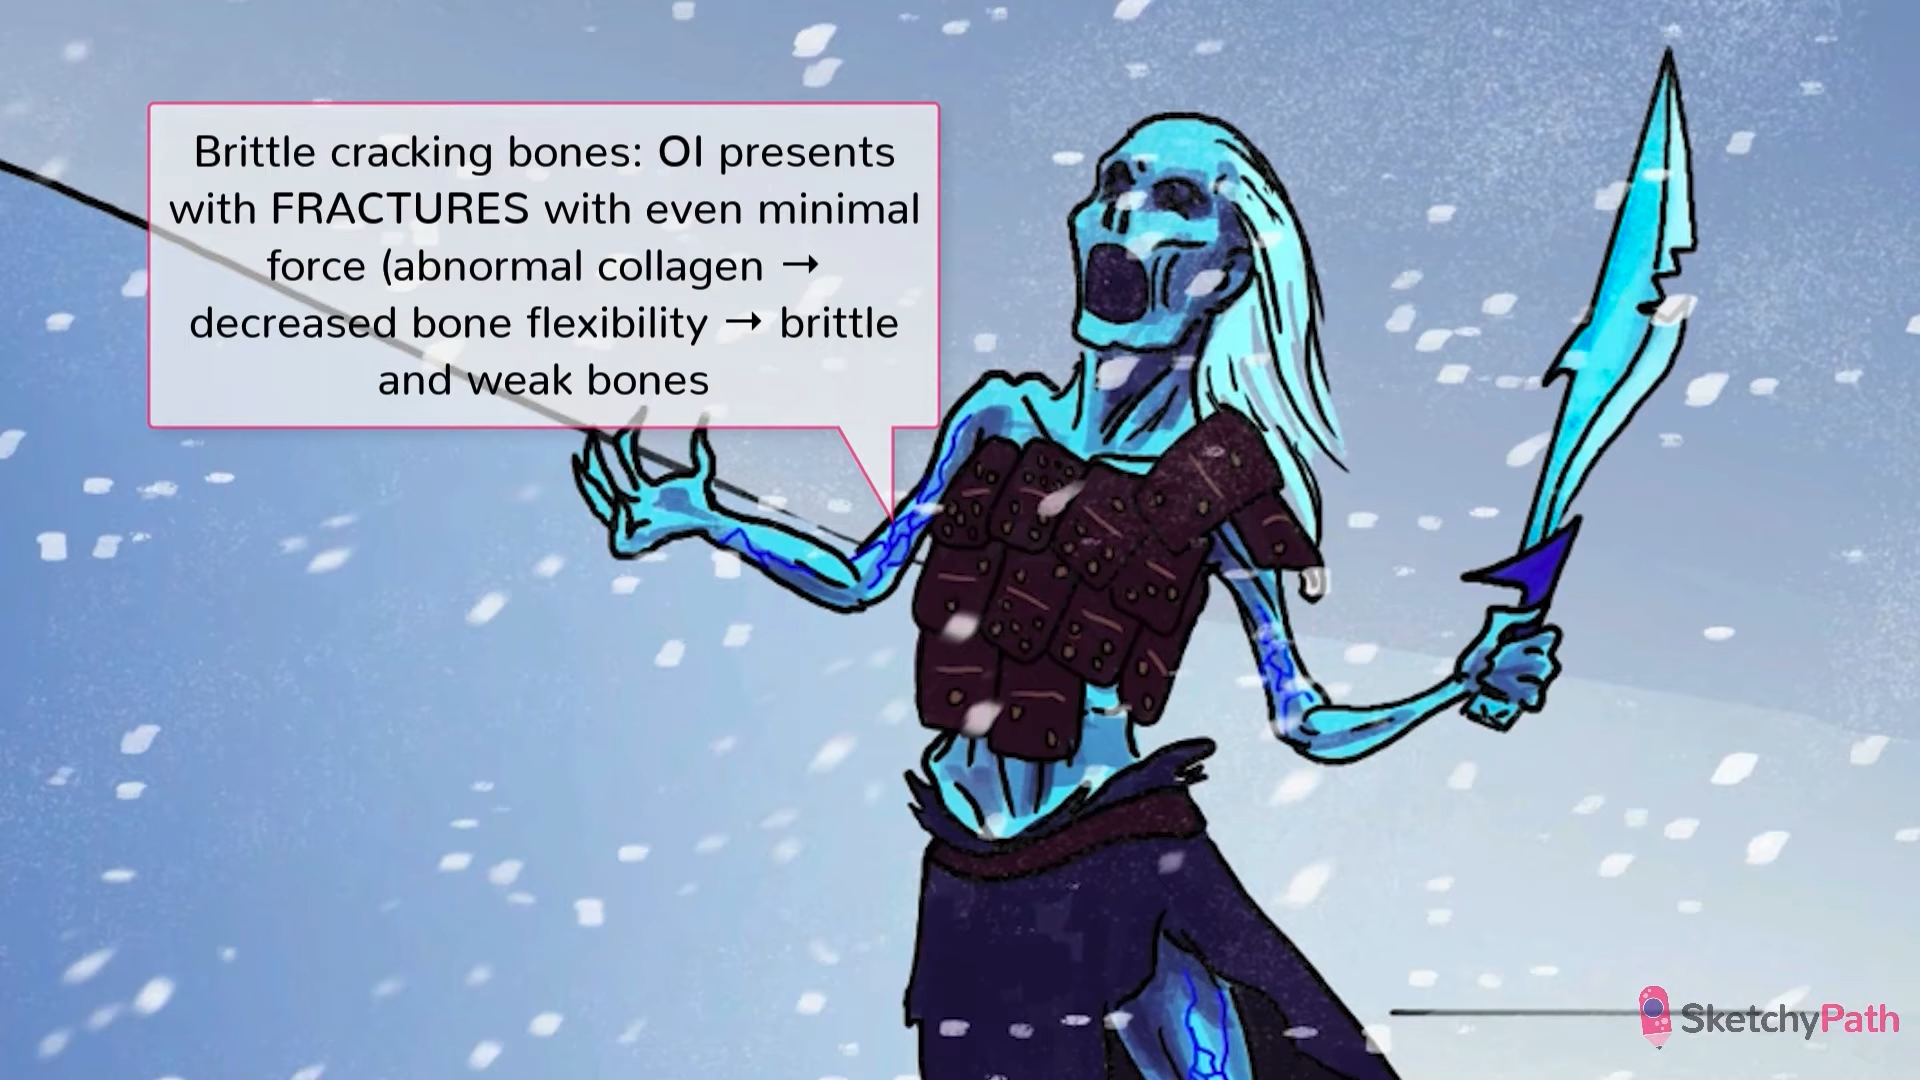 Brittle cracking bones: OI presents
with FRACTURES with even minimal
force (abnormal collagen →
decreased bone flexibility → brittle
and weak bones
SketchyPath